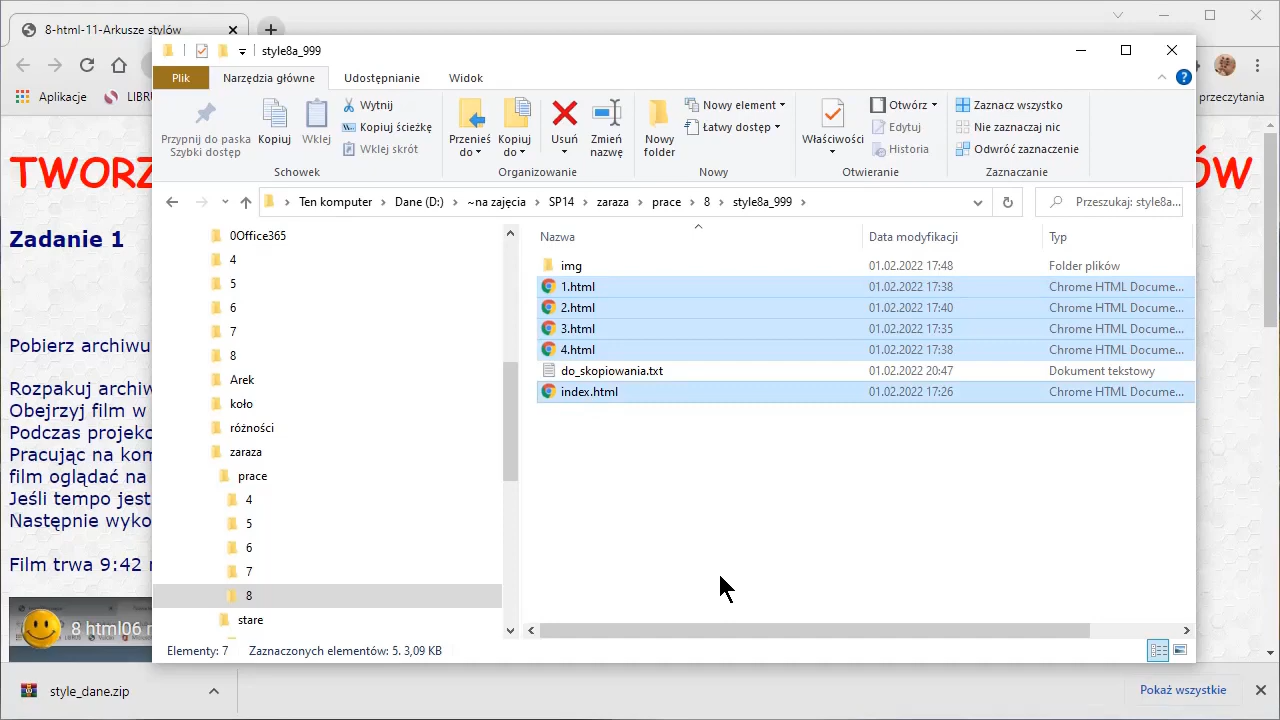 8-html-11-Arkusze stylów
Aplikacje
LIBR
przeczytania
style8a_999
Plik
Narzędzia główne
Udostępnianie
Widok
Przypnij do paska
Szybki dostęp
Kopiuj
Wklej
Wytnij
Kopiuj ścieżkę
Wklej skrót
Schowek
Przenieś
do
Kopiuj
do
Usuń
Zmień
nazwę
Organizowanie
Nowy
folder
Nowy element
Łatwy dostęp
Nowy
Właściwości
Otwórz
Edytuj
Historia
Otwieranie
Zaznacz wszystko
Nie zaznaczaj nic
Odwróć zaznaczenie
Zaznaczanie
Ten komputer
Dane (D:)
~na zajęcia
SP14
zaraza
prace
8
style8a_999
Przeszukaj: style8a...
0Office365
4
5
6
7
8
Arek
koło
różności
zaraza
prace
4
5
6
7
8
stare
Nazwa Data modyfikacji Typ
img 01.02.2022 17:48 Folder plików
1.html 01.02.2022 17:38 Chrome HTML Docume...
2.html 01.02.2022 17:40 Chrome HTML Docume...
3.html 01.02.2022 17:35 Chrome HTML Docume...
4.html 01.02.2022 17:38 Chrome HTML Docume...
do_skopiowania.txt 01.02.2022 20:47 Dokument tekstowy
index.html 01.02.2022 17:26 Chrome HTML Docume...
Elementy: 7 Zaznaczonych elementów: 5. 3,09 KB
TWORZ
ÓW
Zadanie 1
Pobierz archiwu
Rozpakuj archiw
Obejrzyj film w
Podczas projekc
Pracując na kom
film oglądać na
Jeśli tempo jest
Następnie wyko
Film trwa 9:42
8 html06
style_dane.zip
Pokaż wszystkie